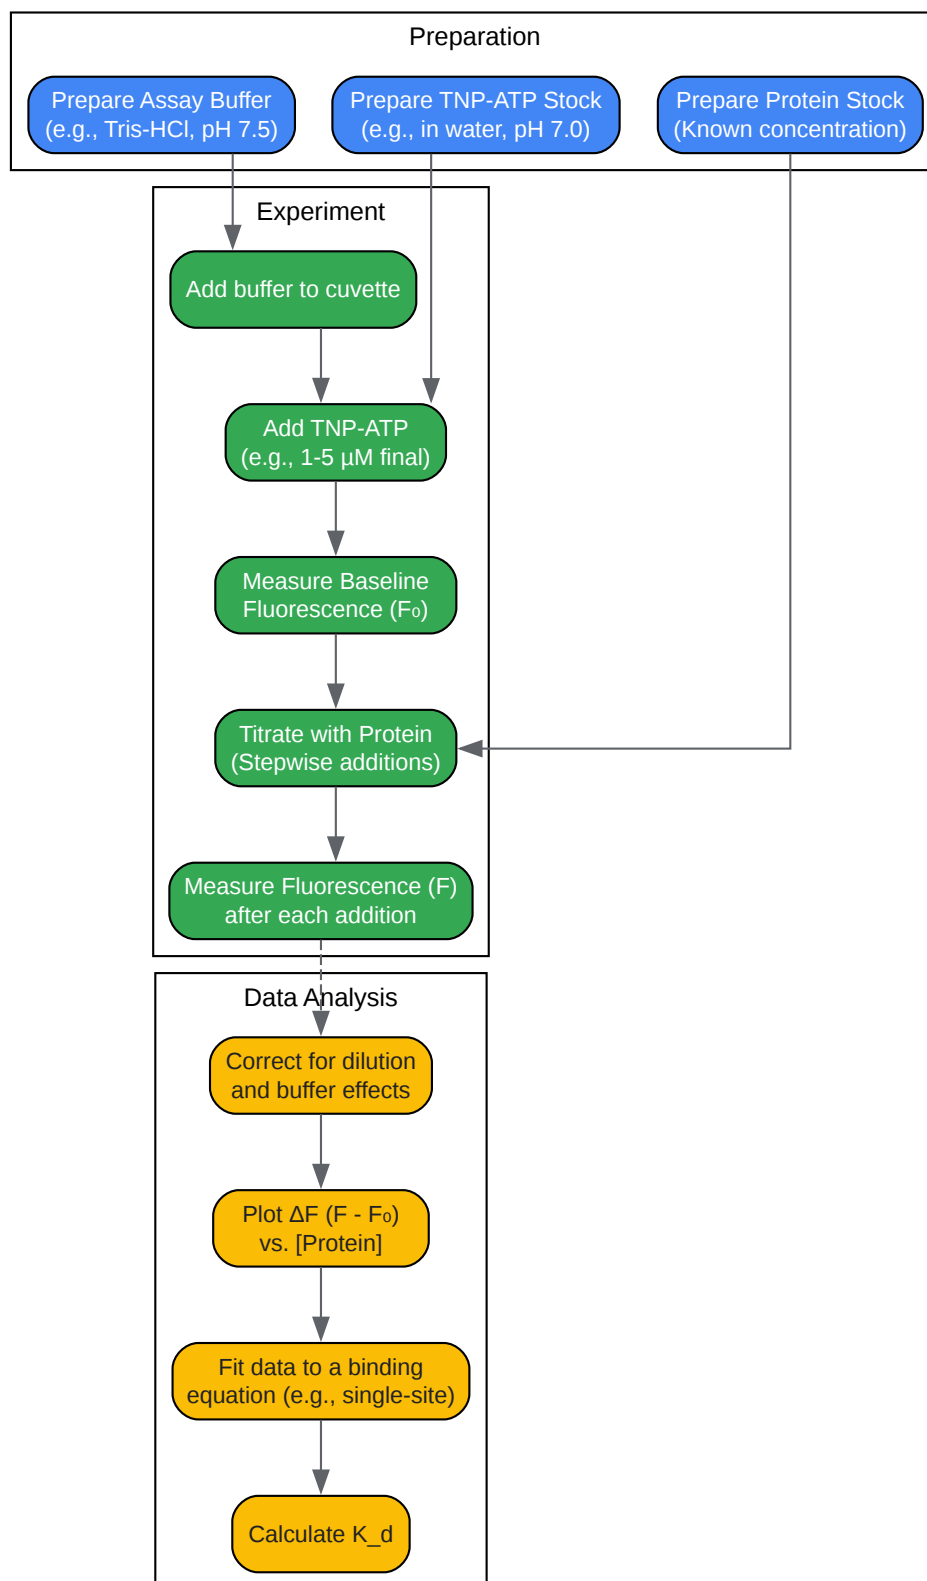 Preparation
Prepare Assay Buffer
(e.g., Tris-HCl, pH 7.5)
Prepare TNP-ATP Stock
(e.g., in water, pH 7.0)
Prepare Protein Stock
(Known concentration)
Experiment
Add buffer to cuvette
Add TNP-ATP
(e.g., 1-5 µM final)
Measure Baseline
Fluorescence (F₀)
Titrate with Protein
(Stepwise additions)
Measure Fluorescence (F)
after each addition
Data Analysis
Correct for dilution
and buffer effects
Plot ΔF (F - F₀)
vs. [Protein]
Fit data to a binding
equation (e.g., single-site)
Calculate K_d